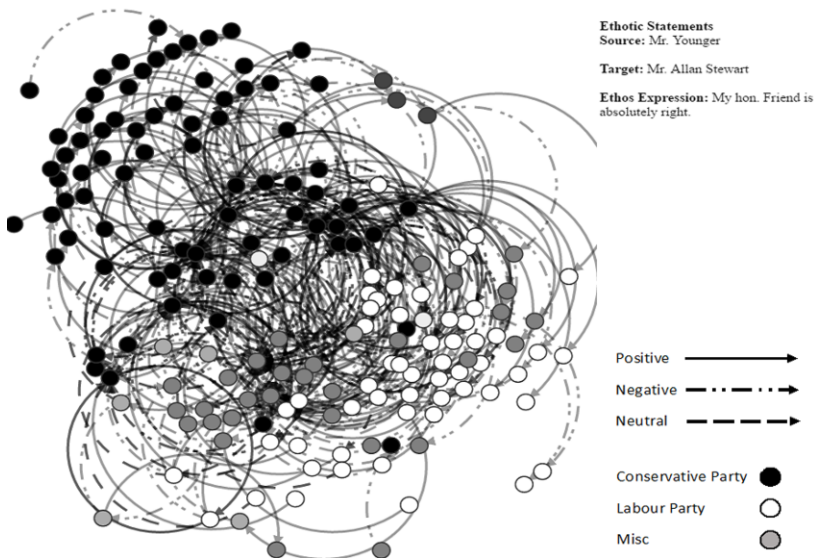 Ethotic Statements
Source: Mr. Younger
Target: Mr. Allan Stewart
Ethos Expression: My hon. Friend is
absolutely right.
Positive
Negative
Neutral
Conservative Party
Labour Party
Misc